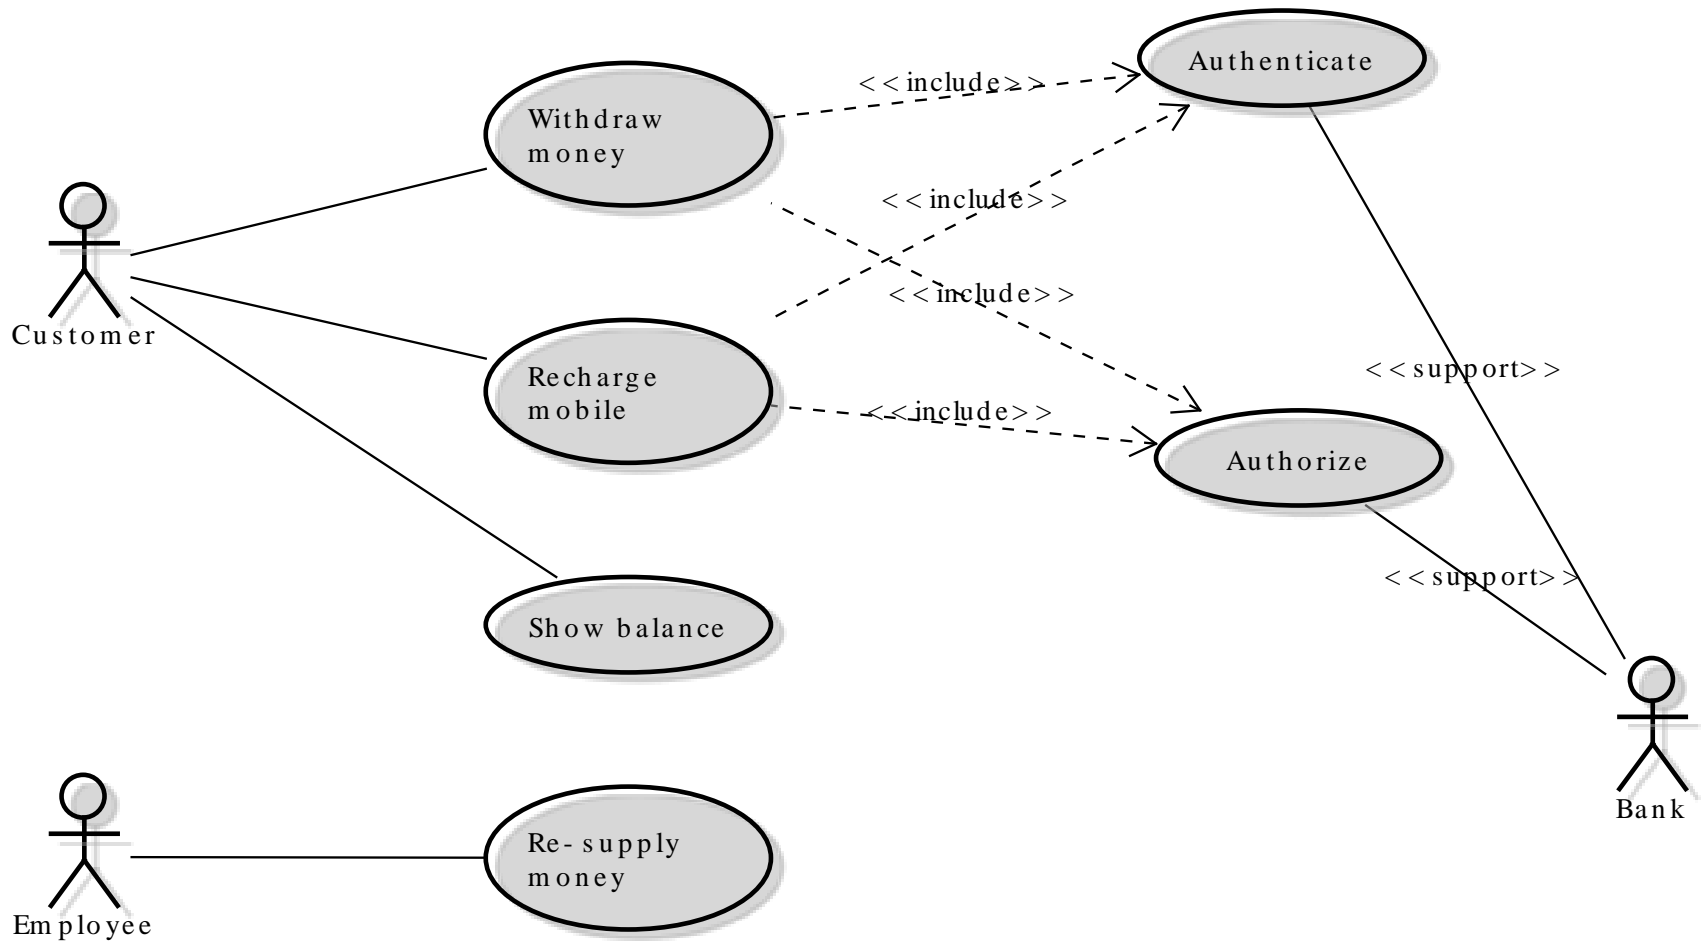 Authenticate
<<include>>
Withdraw
money
<<include>>
<<include>>
Customer
<<support>>
Recharge
mobile
<<include>>
Authorize
<<support>>
Show balance
Bank
Re-supply
money
Employee